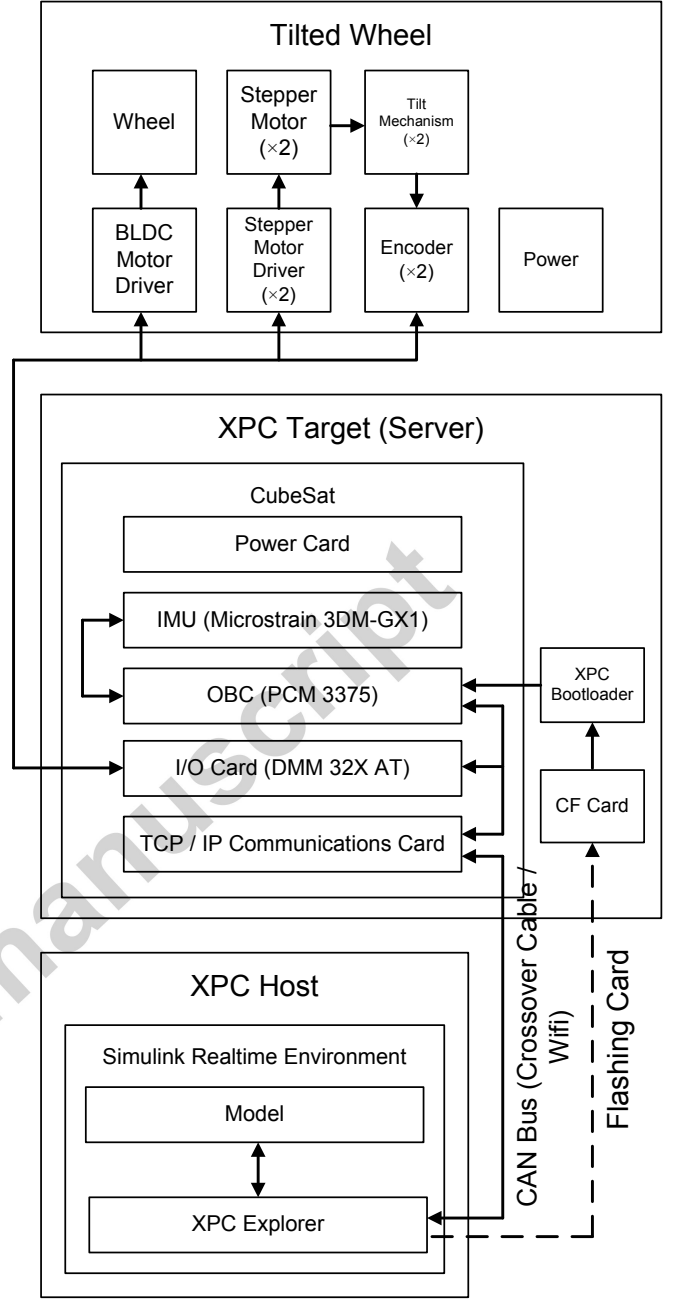 Tilted Wheel
Wheel
Stepper
Motor
(×2)
Tilt
Mechanism
(×2)
BLDC
Motor
Driver
Stepper
Motor
Driver
(×2)
Encoder
(×2)
Power
XPC Target (Server)
CubeSat
Power Card
IMU (Microstrain 3DM-GX1)
OBC (PCM 3375)
I/O Card (DMM 32X AT)
TCP / IP Communications Card
XPC
Bootloader
CF Card
CAN Bus (Crossover Cable /
Wifi)
Flashing Card
XPC Host
Simulink Realtime Environment
Model
XPC Explorer
manuscript